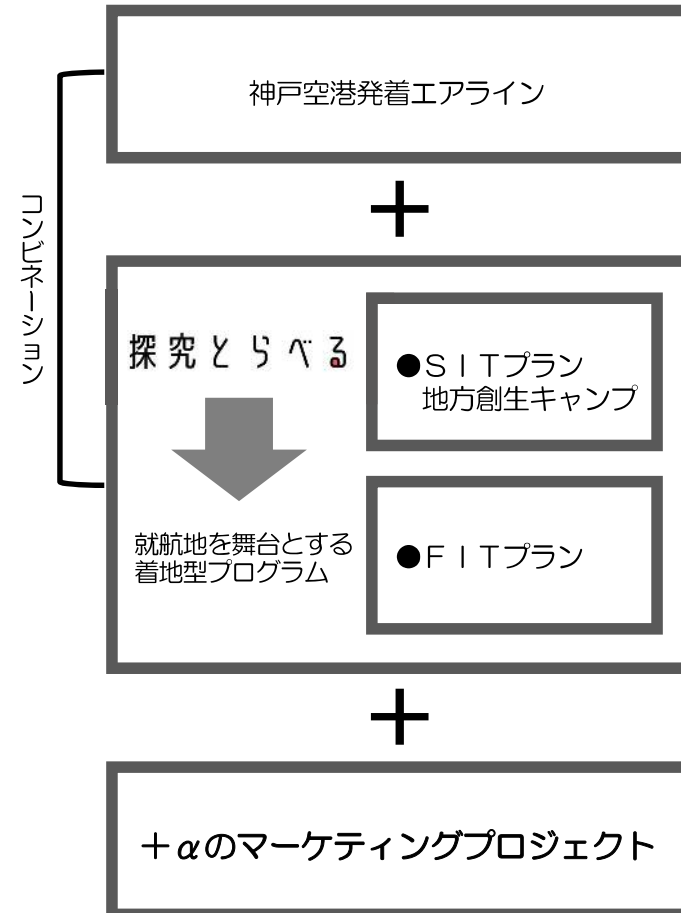 神戸空港発着エアライン
＋
コンビネーション
探究とらべる
●ＳＩＴプラン
地方創生キャンプ
就航地を舞台とする
着地型プログラム
●ＦＩＴプラン
＋
＋αのマーケティングプロジェクト